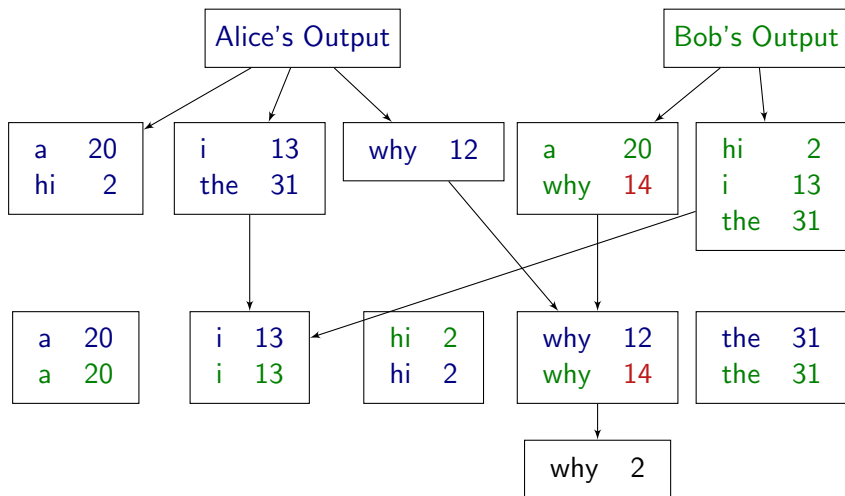 Alice's Output
Bob's Output
a 20
hi 2
i 13
the 31
why 12
a 20
why 14
hi 2
i 13
the 31
a 20
a 20
i 13
i 13
hi 2
hi 2
why 12
why 14
the 31
the 31
why 2